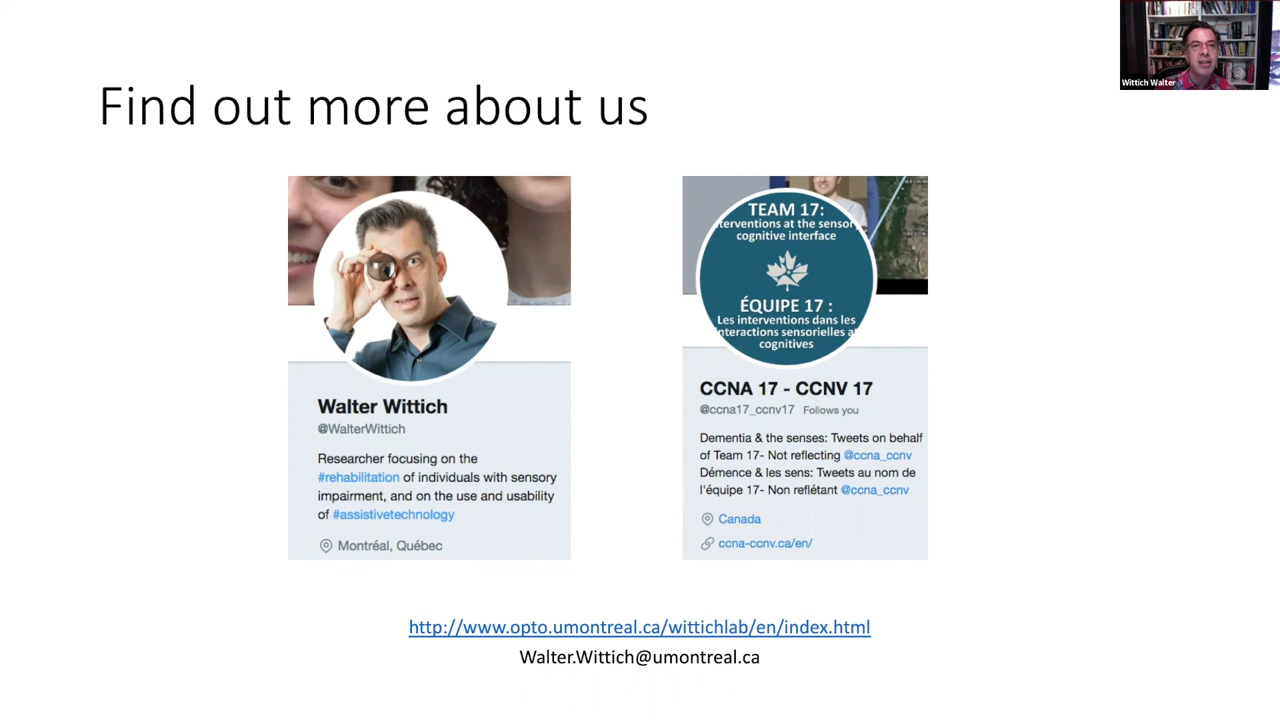 Wittich Walter
Find out more about us
TEAM 17:
terventions at the sensory
cognitive interface
ÉQUIPE 17 :
Les interventions dans les
interactions sensorielles et
cognitives
Walter Wittich
@WalterWittich
Researcher focusing on the
#rehabilitation of individuals with sensory
impairment, and on the use and usability
of #assistivetechnology
Montréal, Québec
CCNA 17 - CCNV 17
@ccna17_ccnv17 Follows you
Dementia & the senses: Tweets on behalf
of Team 17- Not reflecting @ccna_ccnv
Démence & les sens: Tweets au nom de
l'équipe 17- Non reflétant @ccna_ccnv
Canada
ccna-ccnv.ca/en/
http://www.opto.umontreal.ca/wittichlab/en/index.html
Walter.Wittich@umontreal.ca